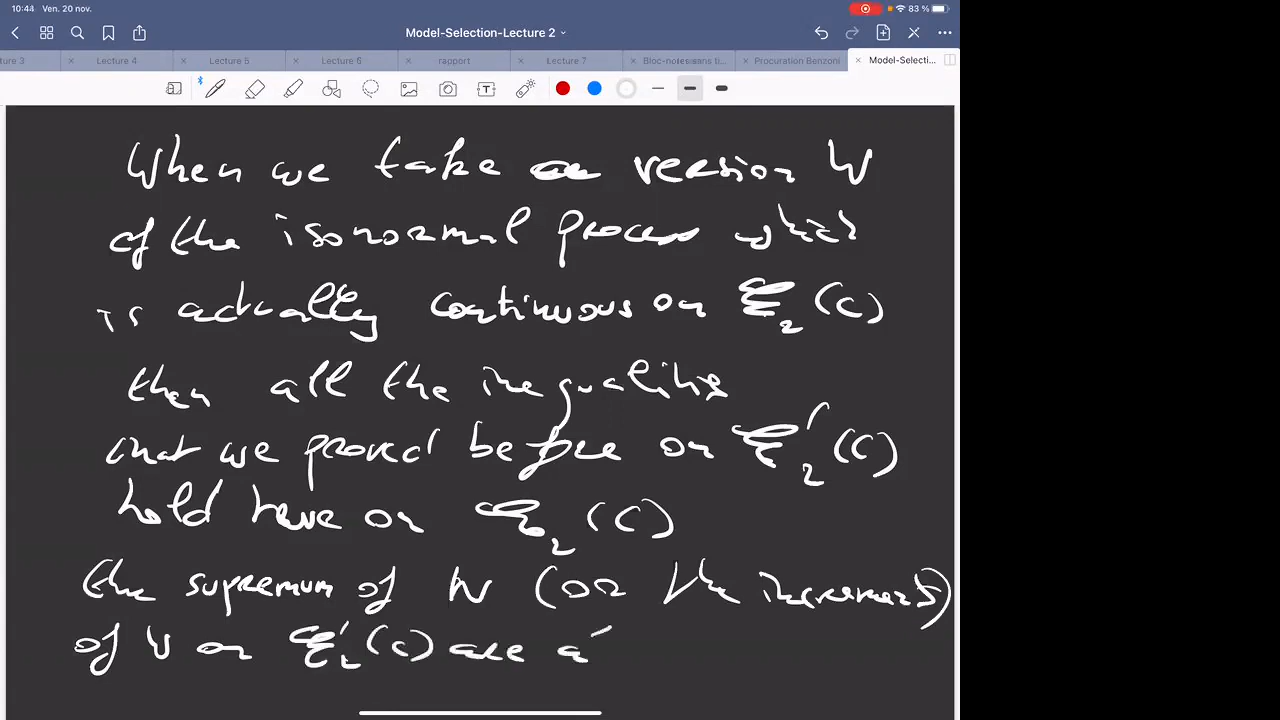 10:44 Ven. 20 nov. 83 %
Model-Selection-Lecture 2
ture 3 Lecture 4 Lecture 5 Lecture 6 rapport Lecture 7 Bloc-notes sans ti... Procuration Benzoni Model-Selecti...
When we take a version W
of the isonormal process which
is actually continuous on ℰ₂(C)
then all the inequalities
that we proved before on ℰ'₂(C)
hold true on ℰ₂(C)
the supremum of W (or the increments)
of W on ℰ'₂(C) are a